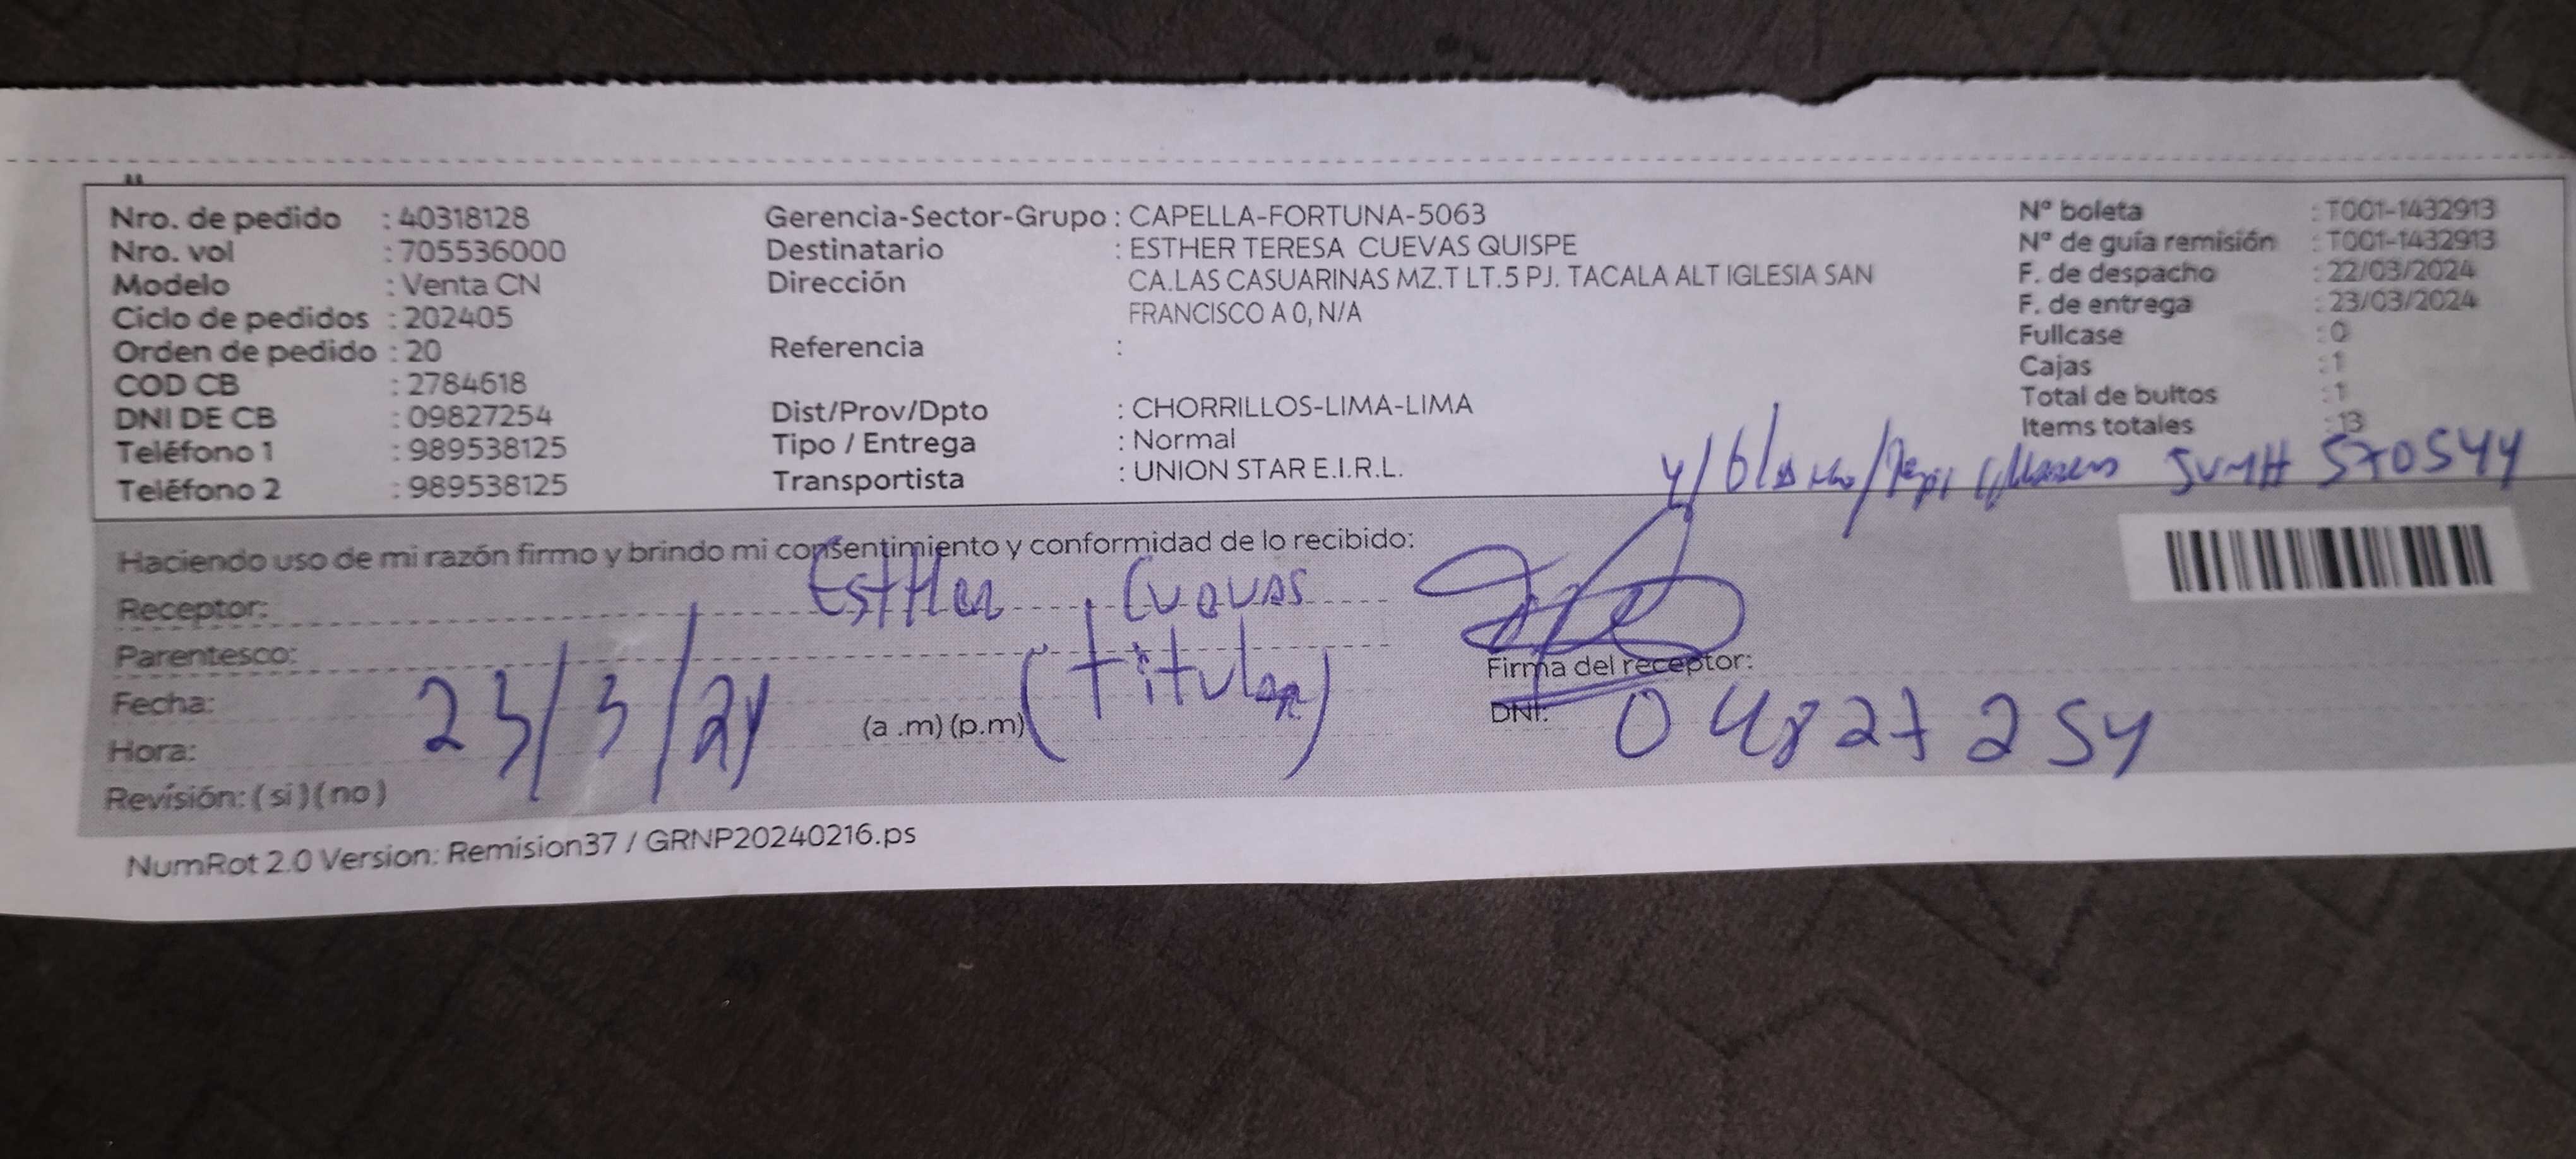 Nro. de pedido : 40318128
Nro. vol : 705536000
Modelo : Venta CN
Ciclo de pedidos : 202405
Orden de pedido : 20
COD CB : 2784618
DNI DE CB : 09827254
Teléfono 1 : 989538125
Teléfono 2 : 989538125
Gerencia-Sector-Grupo : CAPELLA-FORTUNA-5063
Destinatario : ESTHER TERESA CUEVAS QUISPE
Dirección CA.LAS CASUARINAS MZ.T LT.5 PJ. TACALA ALT IGLESIA SAN
FRANCISCO A 0, N/A
Referencia :
Dist/Prov/Dpto : CHORRILLOS-LIMA-LIMA
Tipo / Entrega : Normal
Transportista : UNION STAR E.I.R.L.
Nº boleta : T001-1432913
Nº de guía remisión : T001-1432913
F. de despacho : 22/03/2024
F. de entrega : 23/03/2024
Fullcase : 0
Cajas : 1
Total de bultos : 1
Items totales : 13
SUMH 570544
Haciendo uso de mi razón firmo y brindo mi consentimiento y conformidad de lo recibido:
Receptor: Esther Cuevas
Parentesco: (titular)
Fecha: 23/3/24
Hora: (a .m) (p.m)
Revisión: ( si ) ( no )
Firma del receptor:
DNI: 04827254
NumRot 2.0 Version: Remision37 / GRNP20240216.ps